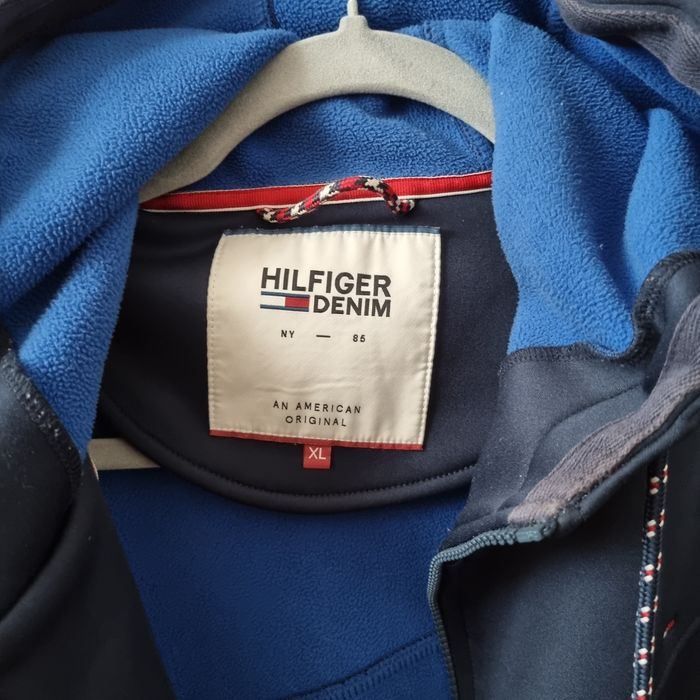 HILFIGER
DENIM
NY — 85
AN AMERICAN
ORIGINAL
XL